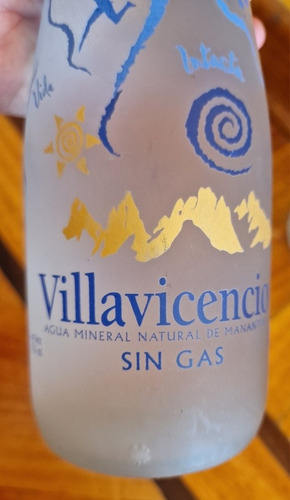 Vida
Intacta
Villavicencio
AGUA MINERAL NATURAL DE
SIN GAS